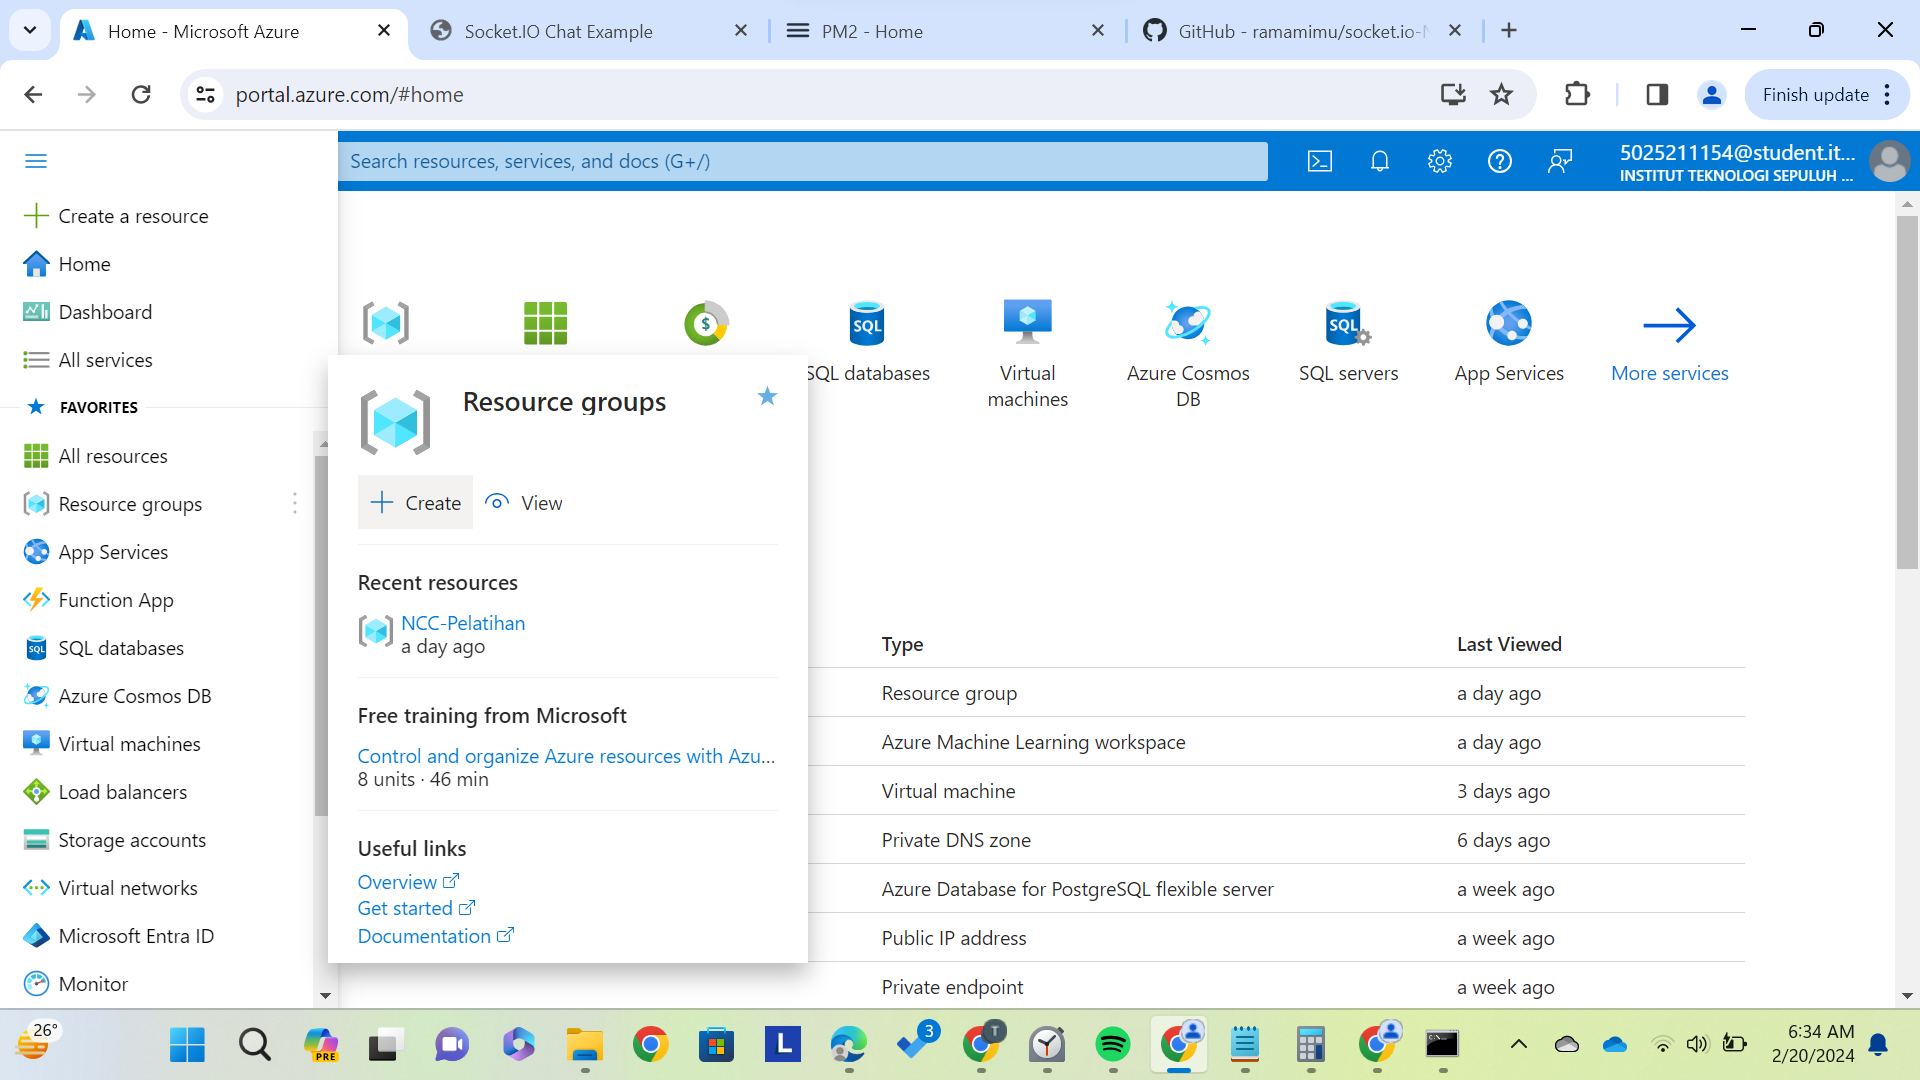 Home - Microsoft Azure
Socket.IO Chat Example
PM2 - Home
GitHub - ramamimu/socket.io-
portal.azure.com/#home
Finish update
Search resources, services, and docs (G+/)
5025211154@student.it...
INSTITUT TEKNOLOGI SEPULUH ...
Create a resource
Home
Dashboard
All services
FAVORITES
All resources
Resource groups
App Services
Function App
SQL databases
Azure Cosmos DB
Virtual machines
Load balancers
Storage accounts
Virtual networks
Microsoft Entra ID
Monitor
SQL databases
Virtual
machines
Azure Cosmos
DB
SQL servers
App Services
More services
Resource groups
Create
View
Recent resources
NCC-Pelatihan
a day ago
Free training from Microsoft
Control and organize Azure resources with Azu...
8 units · 46 min
Useful links
Overview
Get started
Documentation
Type
Last Viewed
Resource group
a day ago
Azure Machine Learning workspace
a day ago
Virtual machine
3 days ago
Private DNS zone
6 days ago
Azure Database for PostgreSQL flexible server
a week ago
Public IP address
a week ago
Private endpoint
a week ago
SQL
SQL
SQL
$
26°
PRE
L
3
T
6:34 AM
2/20/2024